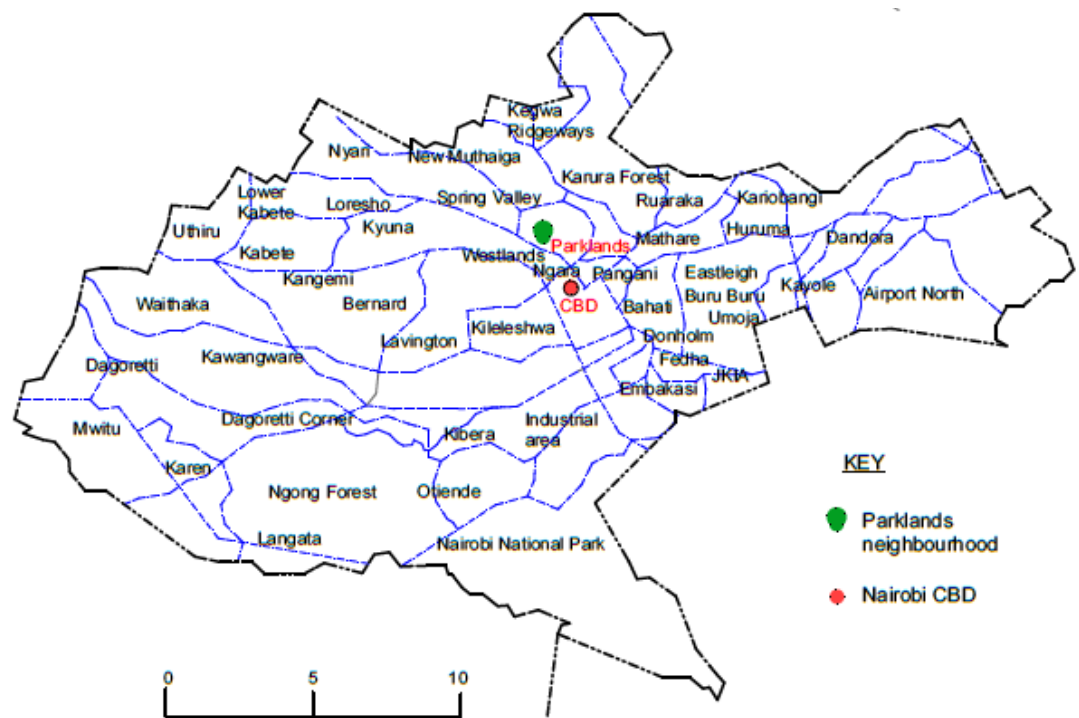 Kegwa
Ridgeways
Nyari
New Muthaiga
Karura Forest
Lower
Kabete
Loresho
Spring Valley
Ruaraka
Kariobangi
Uthiru
Kyuna
Huruma
Dandora
Kabete
Parklands
Mathare
Westlands
Ngara
Pangani
Kangemi
Eastleigh
Kayole
Waithaka
Bernard
CBD
Bahati
Buru Buru
Umoja
Airport North
Kileleshwa
Lavington
Donholm
Dagoretti
Kawangware
Fedha
JKIA
Embakasi
Mwitu
Dagoretti Corner
Kibera
Industrial
area
Karen
Ngong Forest
Otiende
Langata
Nairobi National Park
KEY
Parklands
neighbourhood
Nairobi CBD
0 5 10